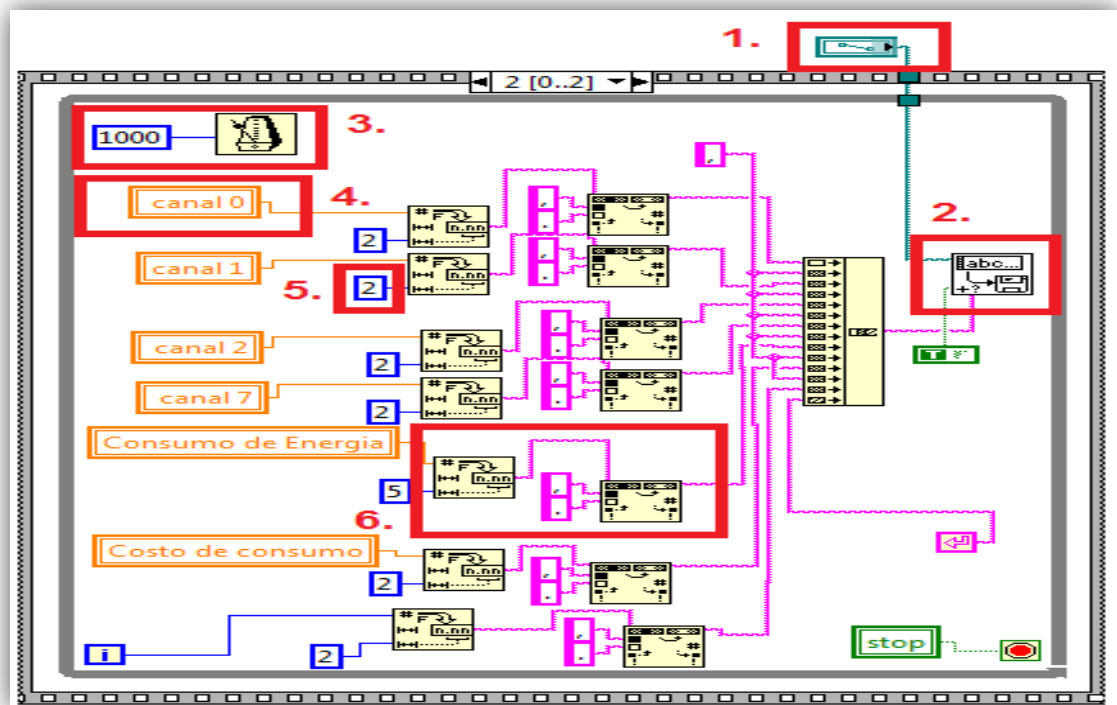 1.
2 [0..2]
1000
3.
canal 0
4.
2
2.
abc...
canal 1
5.
2
canal 2
2
T
canal 7
2
Consumo de Energia
5
6.
Costo de consumo
2
stop
i
2